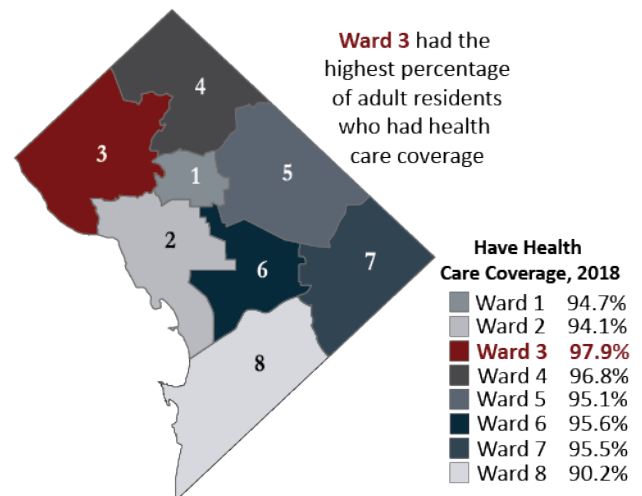 Ward 3 had the
highest percentage
of adult residents
who had health
care coverage
4
3
1
5
2
6
7
8
Have Health
Care Coverage, 2018
Ward 1 94.7%
Ward 2 94.1%
Ward 3 97.9%
Ward 4 96.8%
Ward 5 95.1%
Ward 6 95.6%
Ward 7 95.5%
Ward 8 90.2%